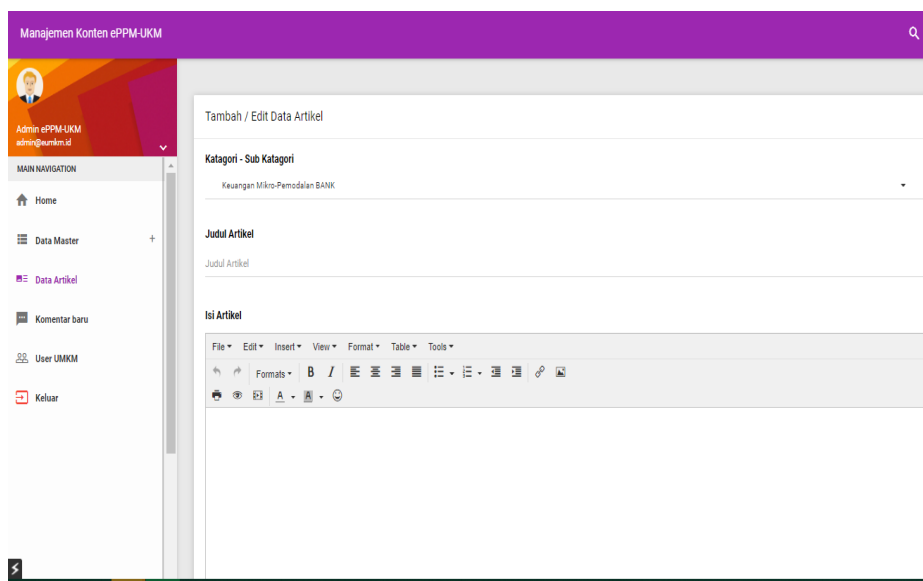 Manajemen Konten ePPM-UKM
Admin ePPM-UKM
admin@eumkm.id
MAIN NAVIGATION
Home
Data Master +
Data Artikel
Komentar baru
User UMKM
Keluar
Tambah / Edit Data Artikel
Katagori - Sub Katagori
Keuangan Mikro-Pemodalan BANK
Judul Artikel
Judul Artikel
Isi Artikel
File Edit Insert View Format Table Tools
Formats B I
A A